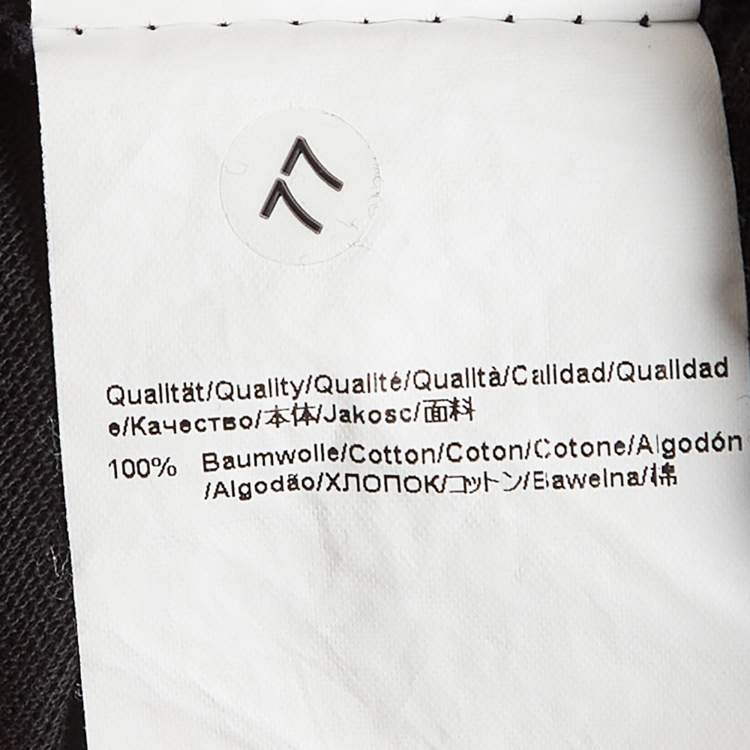 77
Qualität/Quality/Qualité/Qualità/Calidad/Qualidad
e/Качество/本体/Jakosc/面料
100% Baumwolle/Cotton/Coton/Cotone/Algodón
/Algodão/ХЛОПОК/コットン/Bawelna/棉